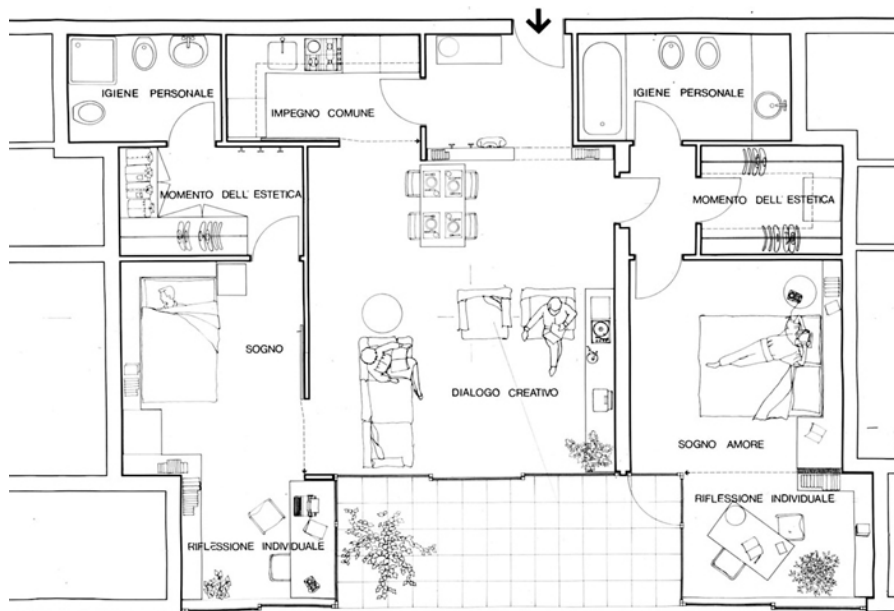 IGIENE PERSONALE
IMPEGNO COMUNE
IGIENE PERSONALE
MOMENTO DELL'ESTETICA
MOMENTO DELL'ESTETICA
SOGNO
DIALOGO CREATIVO
SOGNO AMORE
RIFLESSIONE INDIVIDUALE
RIFLESSIONE INDIVIDUALE